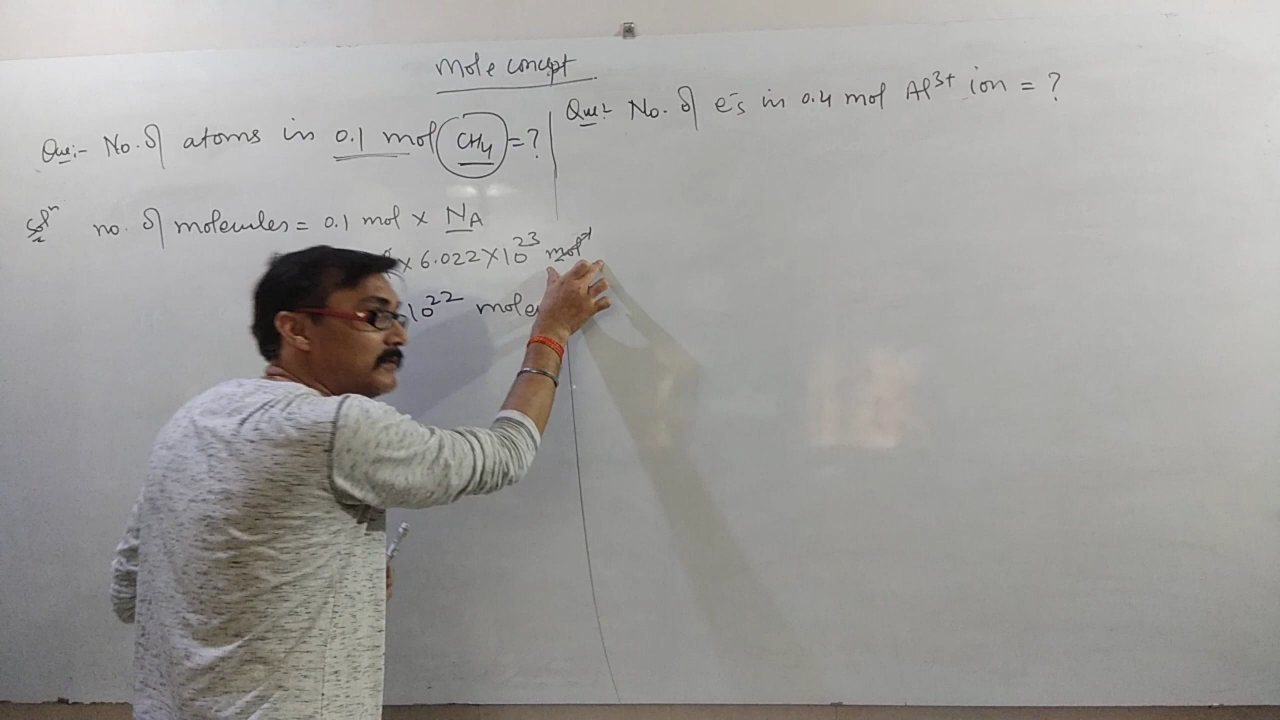 Mole concept
Que:- No. of atoms in 0.1 mol CH4 = ?
Que:- No. of e-s in 0.4 mol Al3+ ion = ?
Soln no. of molecules = 0.1 mol × NA
× 6.022 × 10^23 mol-1
10^22